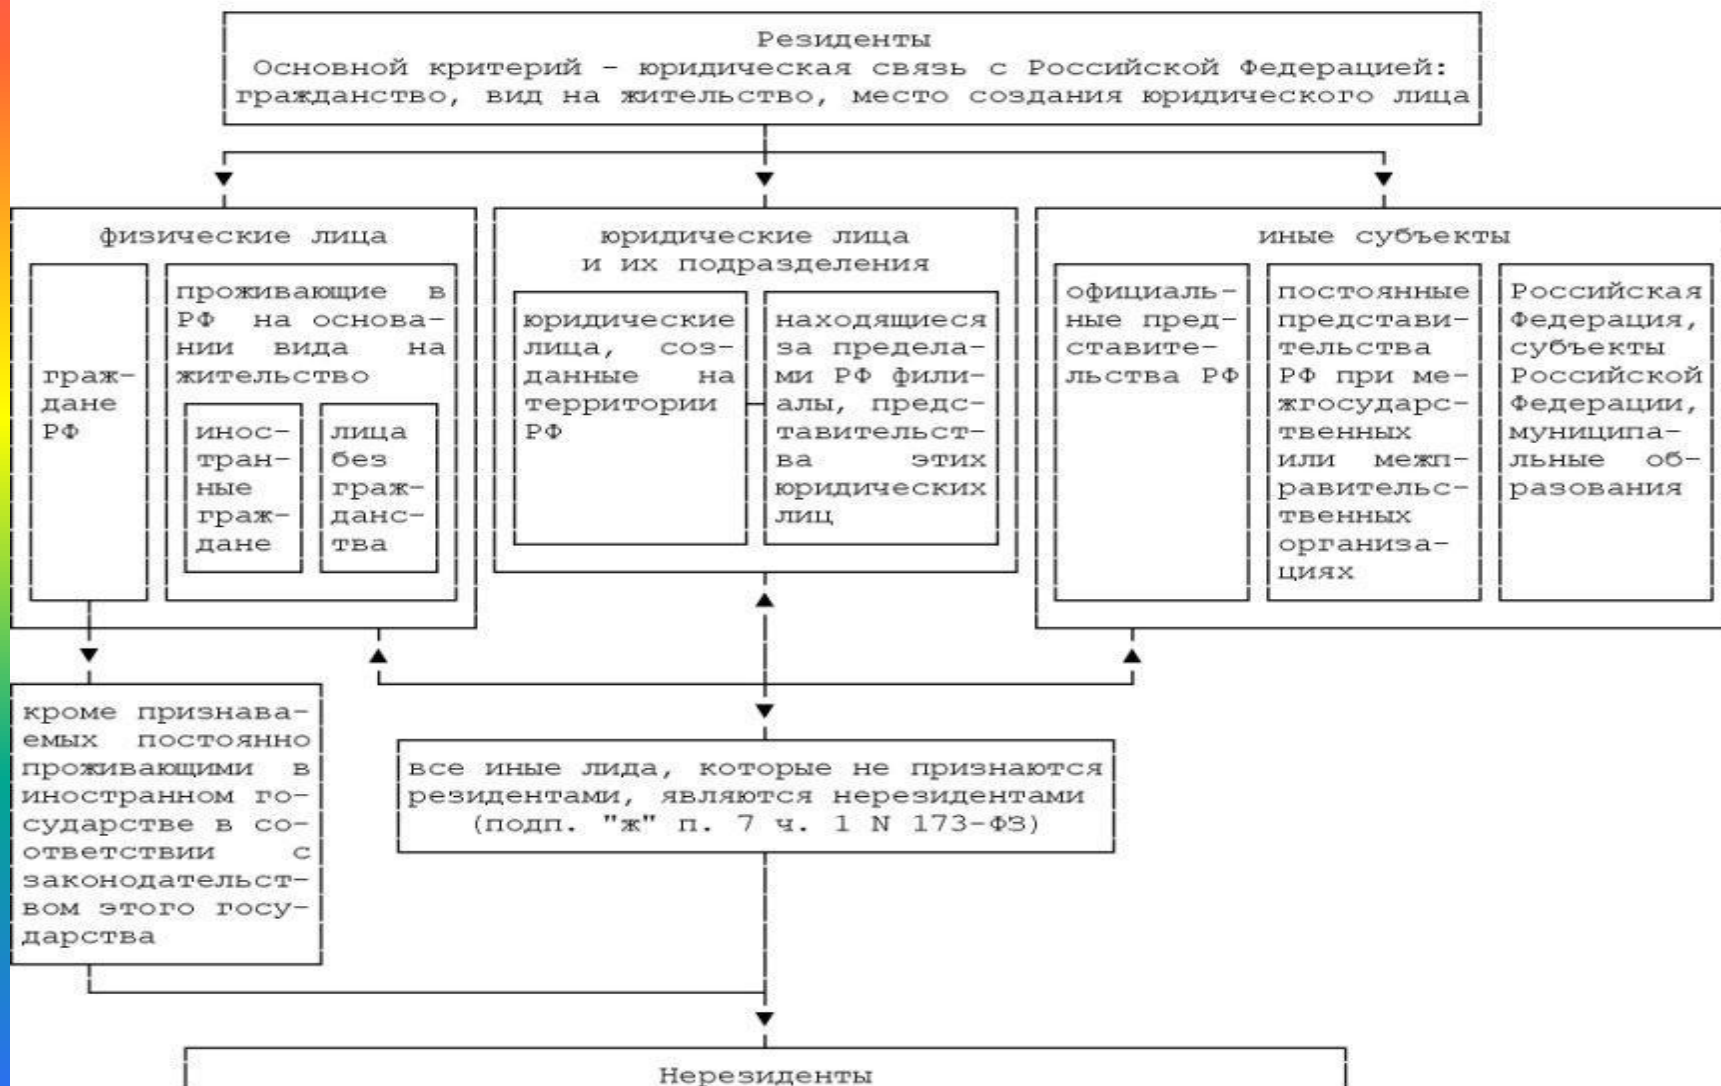 Резиденты
Основной критерий - юридическая связь с Российской Федерацией:
гражданство, вид на жительство, место создания юридического лица
физические лица
граж-
дане
РФ
проживающие в
РФ на основа-
нии вида на
жительство
инос-
тран-
ные
граж-
дане
лица
без
граж-
данс-
тва
юридические лица
и их подразделения
юридические
лица, соз-
данные на
территории
РФ
находящиеся
за предела-
ми РФ фили-
алы, предс-
тавительст-
ва этих
юридических
лиц
иные субъекты
официаль-
ные пред-
ставите-
льства РФ
постоянные
представи-
тельства
РФ при ме-
жгосударс-
твенных
или межп-
равительс-
твенных
организа-
циях
Российская
Федерация,
субъекты
Российской
Федерации,
муниципа-
льные об-
разования
кроме признава-
емых постоянно
проживающими в
иностранном го-
сударстве в со-
ответствии с
законодательст-
вом этого госу-
дарства
все иные лида, которые не признаются
резидентами, являются нерезидентами
(подп. "ж" п. 7 ч. 1 N 173-ФЗ)
Нерезиденты